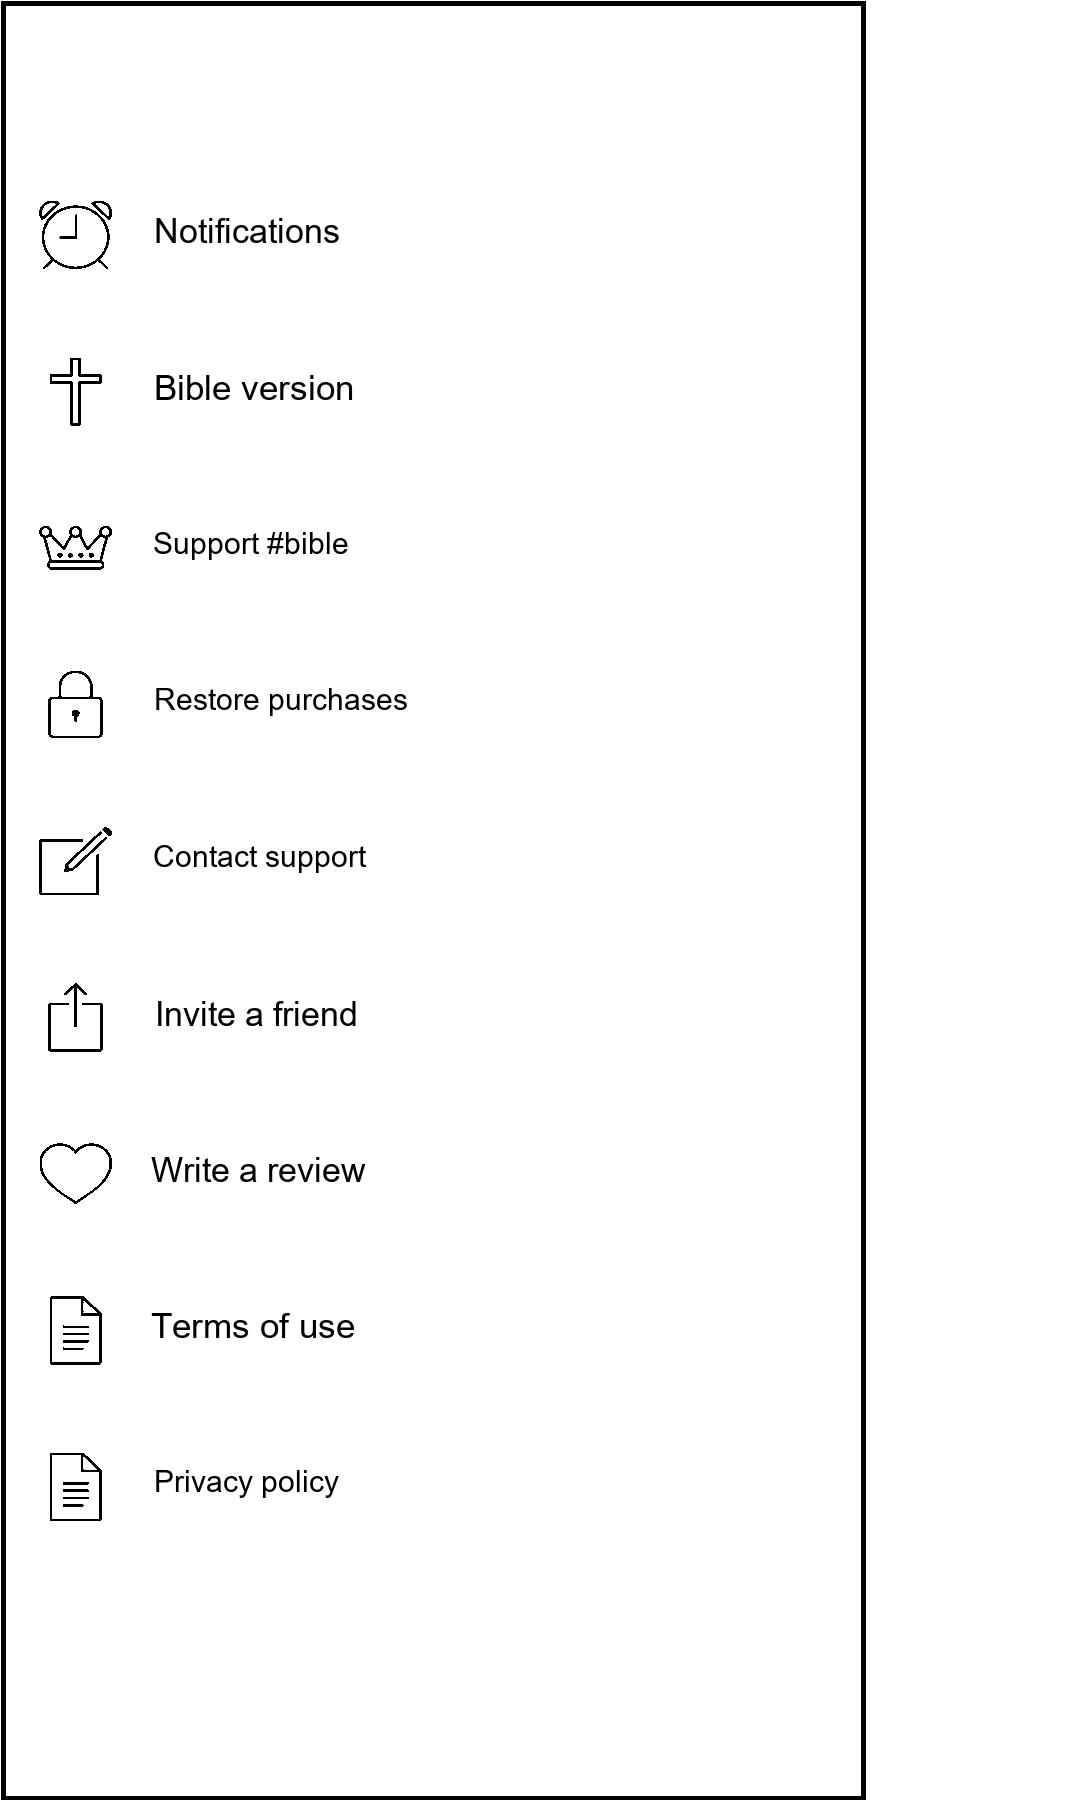 Notifications
Bible version
Support #bible
Restore purchases
Contact support
Invite a friend
Write a review
Terms of use
Privacy policy